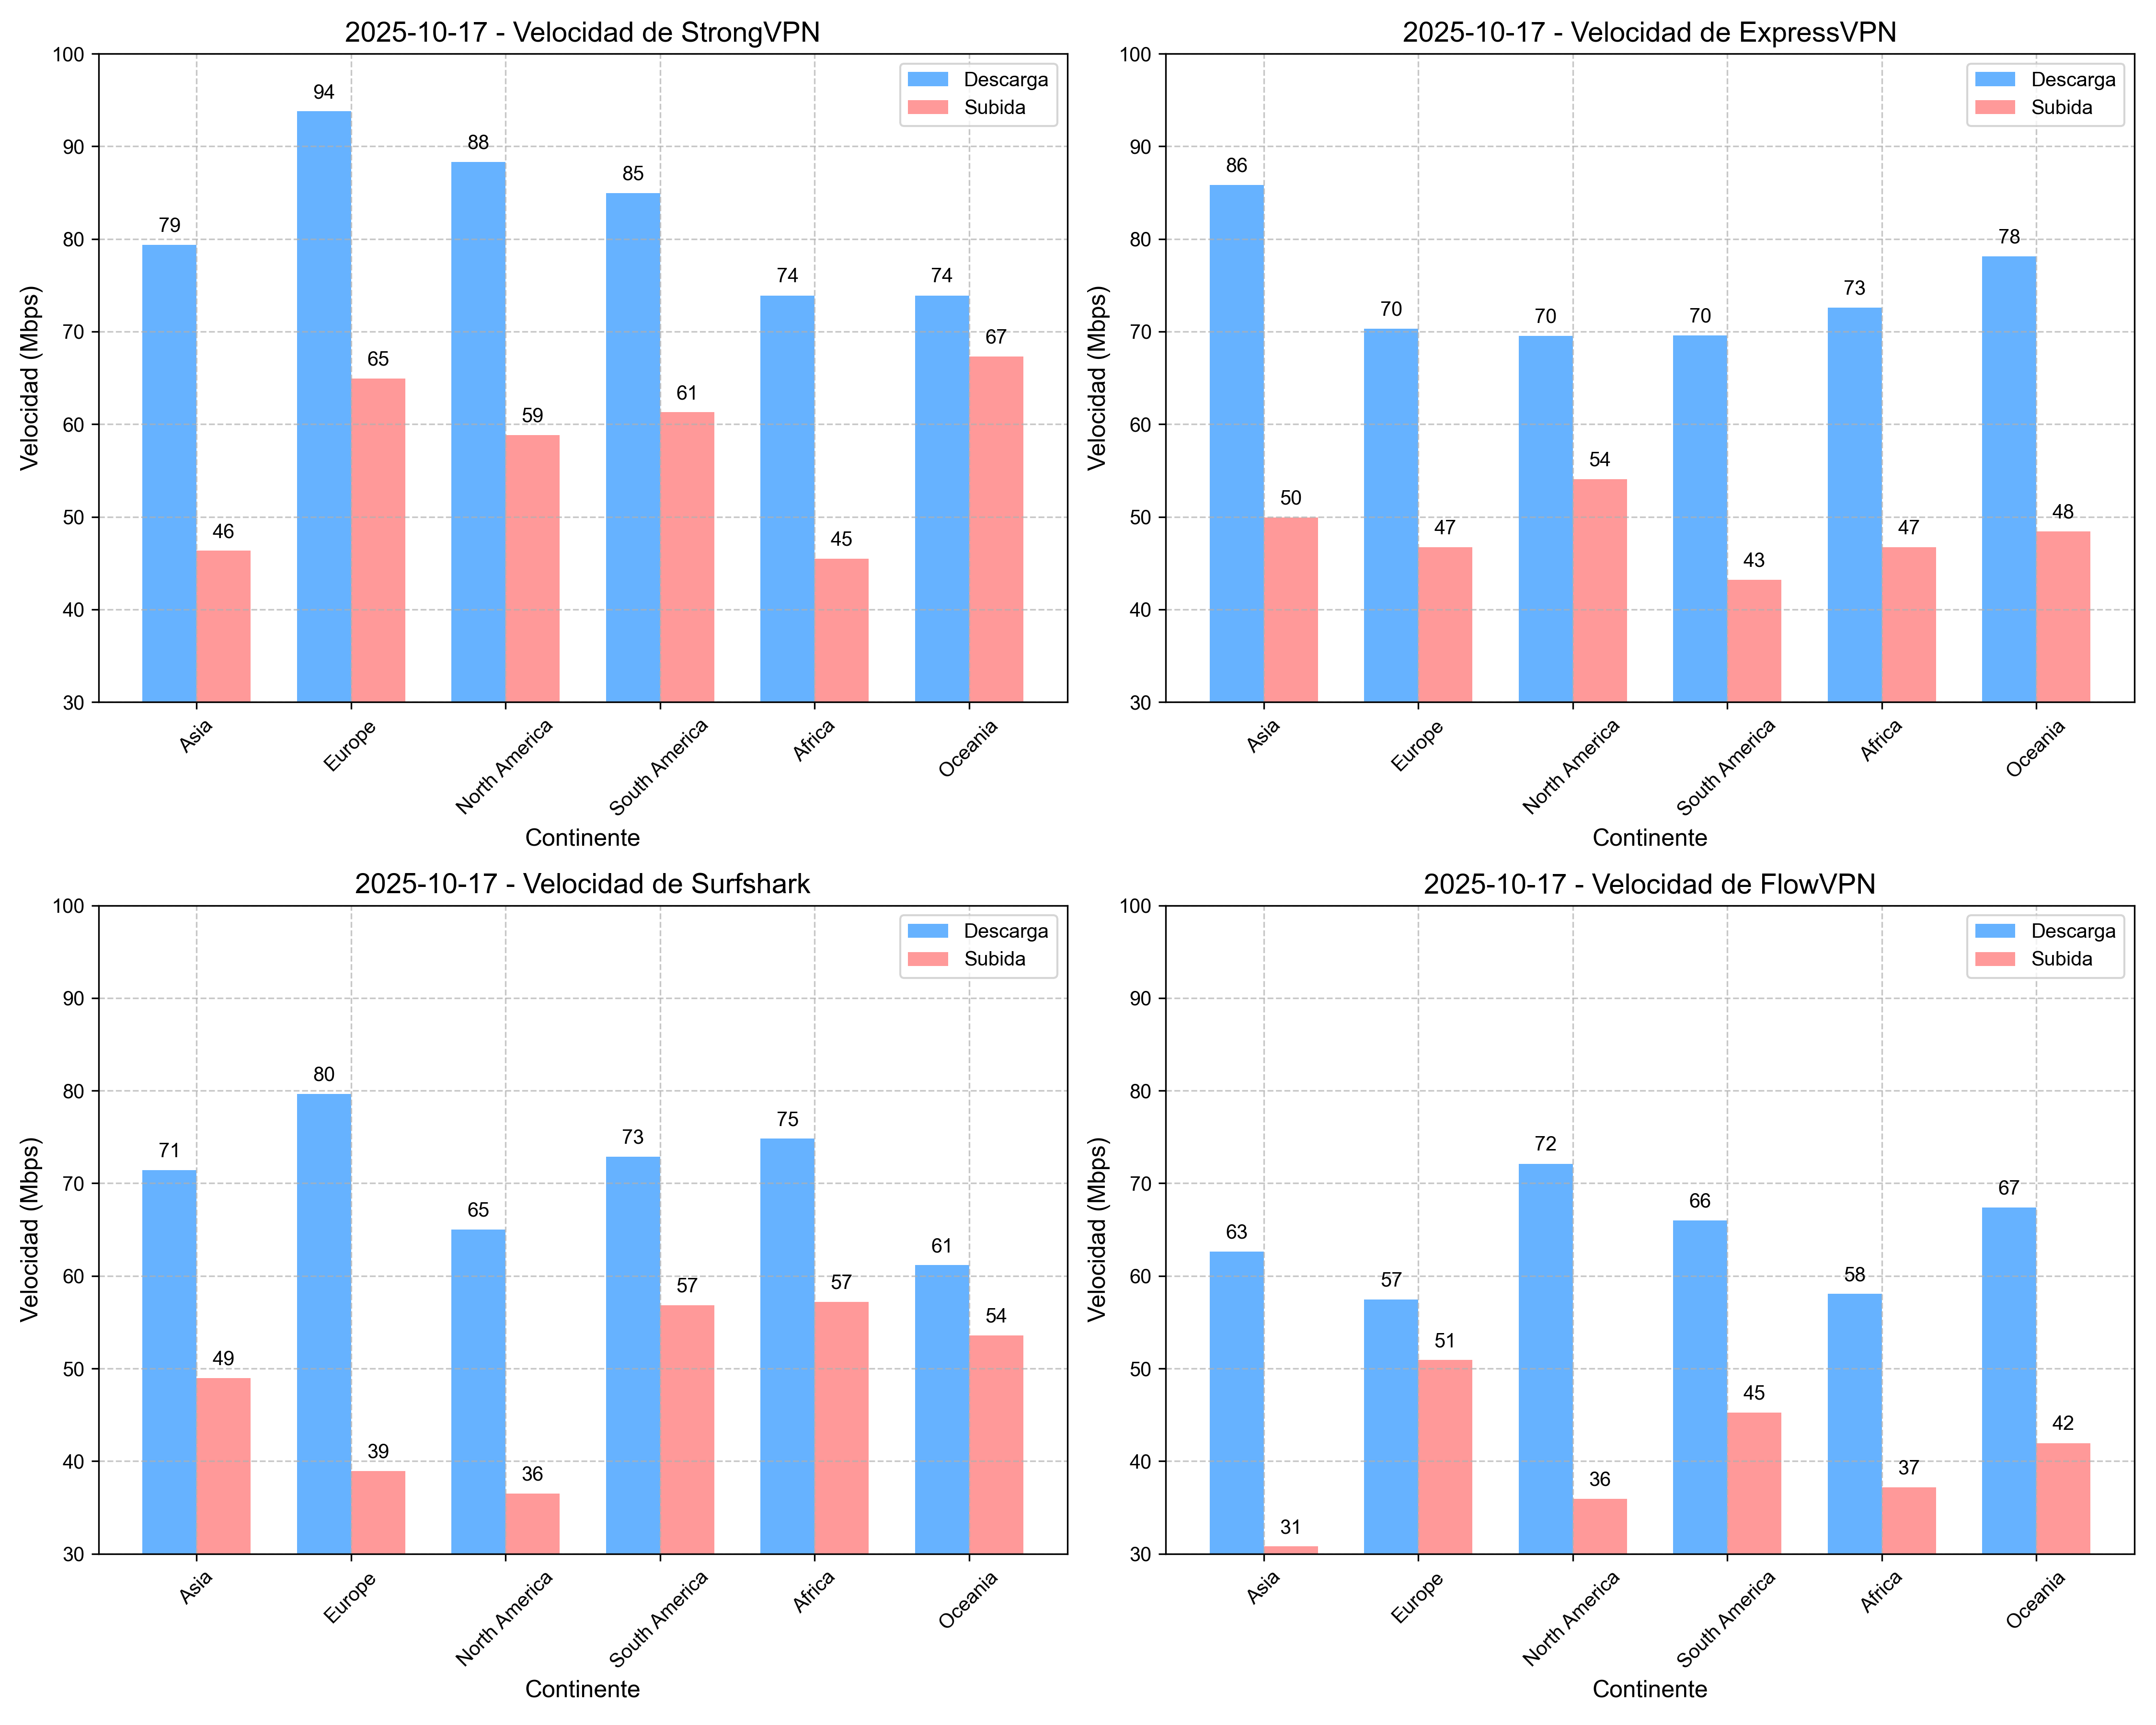 2025-10-17 - Velocidad de StrongVPN
Velocidad (Mbps)
100
90
80
70
60
50
40
30
Descarga
Subida
79
94
88
85
74
74
46
65
59
61
45
67
Asia
Europe
North America
South America
Africa
Oceania
Continente
2025-10-17 - Velocidad de ExpressVPN
Velocidad (Mbps)
100
90
80
70
60
50
40
30
Descarga
Subida
86
70
70
70
73
78
50
47
54
43
47
48
Asia
Europe
North America
South America
Africa
Oceania
Continente
2025-10-17 - Velocidad de Surfshark
Velocidad (Mbps)
100
90
80
70
60
50
40
30
Descarga
Subida
71
80
65
73
75
61
49
39
36
57
57
54
Asia
Europe
North America
South America
Africa
Oceania
Continente
2025-10-17 - Velocidad de FlowVPN
Velocidad (Mbps)
100
90
80
70
60
50
40
30
Descarga
Subida
63
57
72
66
58
67
31
51
36
45
37
42
Asia
Europe
North America
South America
Africa
Oceania
Continente